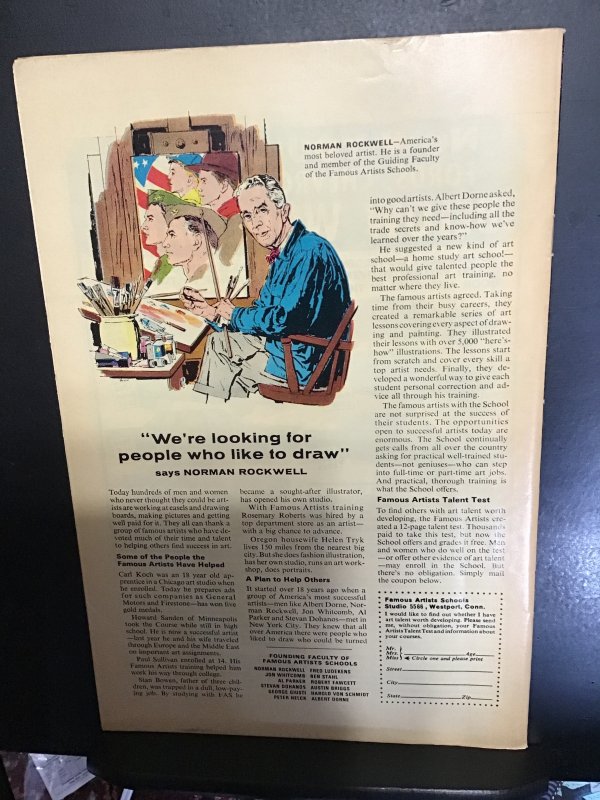 NORMAN ROCKWELL—America's
most beloved artist. He is a founder
and member of the Guiding Faculty
of the Famous Artists Schools.
"We're looking for
people who like to draw"
says NORMAN ROCKWELL
Today hundreds of men and women
who never thought they could be art-
ists are working at easels and drawing
boards, making pictures and getting
well paid for it. They all can thank a
group of famous artists who have de-
voted much of their time and talent
to helping others find success in art.
Some of the People the
Famous Artists Have Helped
Carl Koch was an 18 year old ap-
prentice in a Chicago art studio when
he enrolled. Today he prepares ads
for such companies as General
Motors and Firestone—has won five
gold medals.
Howard Sanden of Minneapolis
took the Course while still in high
school. He is now a successful artist
—last year he and his wife traveled
through Europe and the Middle East
on important art assignments.
Paul Sullivan enrolled at 14. His
Famous Artists training helped him
work his way through college.
Stan Bowen, father of three chil-
dren, was trapped in a dull, low-pay-
ing job. By studying with FAS he
became a sought-after illustrator,
has opened his own studio.
With Famous Artists training
Rosemary Roberts was hired by a
top department store as an artist—
with a big chance to advance.
Oregon housewife Helen Tryk
lives 150 miles from the nearest big
city. But she does fashion illustration,
has her own studio, runs an art work-
shop, does portraits.
A Plan to Help Others
It started over 18 years ago when a
group of America's most successful
artists—men like Albert Dorne, Nor-
man Rockwell, Jon Whitcomb, Al
Parker and Stevan Dohanos—met in
New York City. They knew that all
over America there were people who
liked to draw who could be turned
FOUNDING FACULTY OF
FAMOUS ARTISTS SCHOOLS
NORMAN ROCKWELL FRED LUDEKENS
JON WHITCOMB BEN STAHL
AL PARKER ROBERT FAWCETT
STEVAN DOHANOS AUSTIN BRIGGS
GEORGE GIUSTI HAROLD VON SCHMIDT
PETER HELCK ALBERT DORNE
into good artists. Albert Dorne asked,
"Why can't we give these people the
training they need—including all the
trade secrets and know-how we've
learned over the years?"
He suggested a new kind of art
school—a home study art school—
that would give talented people the
best professional art training, no
matter where they live.
The famous artists agreed. Taking
time from their busy careers, they
created a remarkable series of art
lessons covering every aspect of draw-
ing and painting. They illustrated
their lessons with over 5,000 "here's-
how" illustrations. The lessons start
from scratch and cover every skill a
top artist needs. Finally, they de-
veloped a wonderful way to give each
student personal correction and ad-
vice all through his training.
The famous artists with the School
are not surprised at the success of
their students. The opportunities
open to successful artists today are
enormous. The School continually
gets calls from all over the country
asking for practical well-trained stu-
dents—not geniuses—who can step
into full-time or part-time art jobs.
And practical, thorough training is
what the School offers.
Famous Artists Talent Test
To find others with art talent worth
developing, the Famous Artists cre-
ated a 12-page talent test. Thousands
paid to take this test, but now the
School offers and grades it free. Men
and women who do well on the test
—or offer other evidence of art talent
—may enroll in the School. But
there's no obligation. Simply mail
the coupon below.
Famous Artists Schools
Studio 5566, Westport, Conn.
I would like to find out whether I have
art talent worth developing. Please send
me, without obligation, your Famous
Artists Talent Test and information about
your courses.
Mr.
Mrs. Age
Miss Circle one and please print
Street
City
State Zip